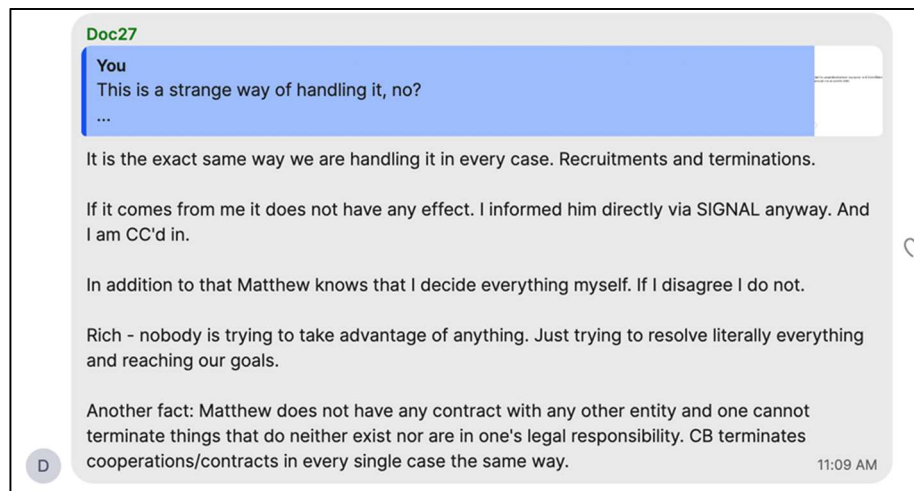 Doc27
You
This is a strange way of handling it, no?
...
It is the exact same way we are handling it in every case. Recruitments and terminations.
If it comes from me it does not have any effect. I informed him directly via SIGNAL anyway. And
I am CC'd in.
In addition to that Matthew knows that I decide everything myself. If I disagree I do not.
Rich - nobody is trying to take advantage of anything. Just trying to resolve literally everything
and reaching our goals.
Another fact: Matthew does not have any contract with any other entity and one cannot
terminate things that do neither exist nor are in one's legal responsibility. CB terminates
cooperations/contracts in every single case the same way.
11:09 AM
D